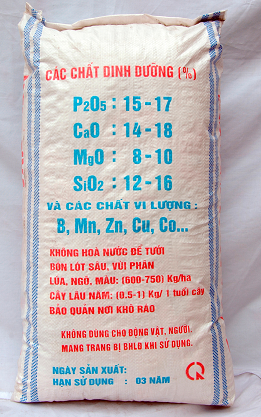 CÁC CHẤT DINH DƯỠNG (%)
P2O5 : 15 - 17
CaO : 14 - 18
MgO : 8 - 10
SiO2 : 12 - 16
VÀ CÁC CHẤT VI LƯỢNG :
B, Mn, Zn, Cu, Co...
KHÔNG HOÀ NƯỚC ĐỂ TƯỚI
BÓN LÓT SÂU, VÙI PHÂN
LÚA, NGÔ, MÀU: (600-750) Kg/ha
CÂY LÂU NĂM: (0.5-1) Kg/ 1 tuổi cây
BẢO QUẢN NƠI KHÔ RÁO
KHÔNG DÙNG CHO ĐỘNG VẬT, NGƯỜI,
MANG TRANG BỊ BHLĐ KHI SỬ DỤNG.
NGÀY SẢN XUẤT:
HẠN SỬ DỤNG : 03 NĂM